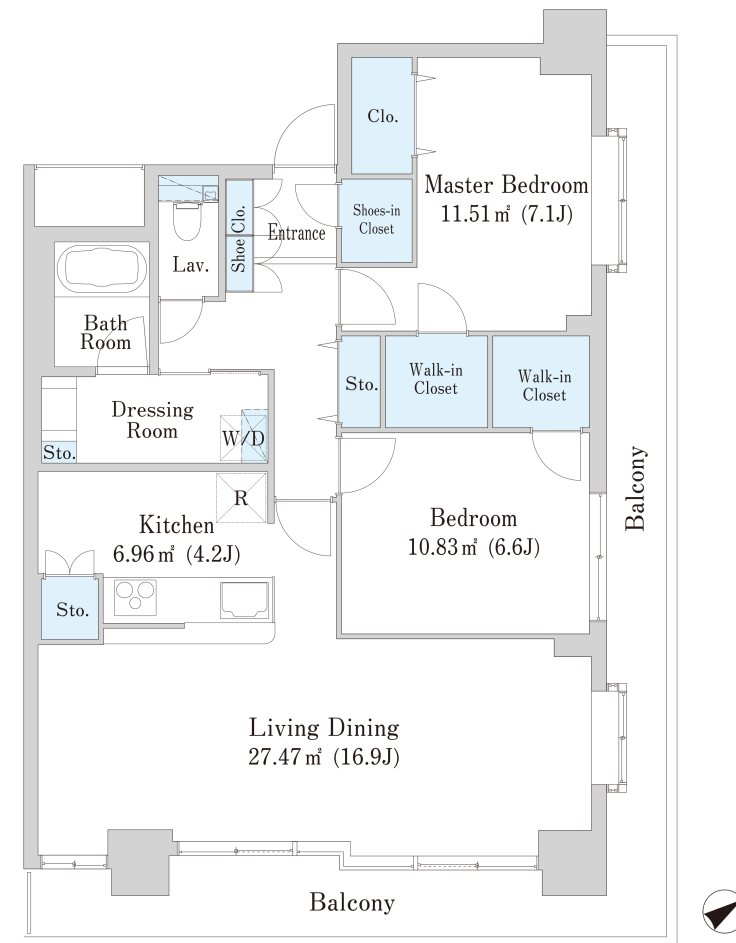 Clo.
Master Bedroom
11.51㎡ (7.1J)
Shoes-in
Closet
Shoe Clo.
Entrance
Lav.
Bath
Room
Walk-in
Closet
Walk-in
Closet
Sto.
Dressing
Room
W/D
Sto.
R
Kitchen
6.96㎡ (4.2J)
Bedroom
10.83㎡ (6.6J)
Balcony
Sto.
Living Dining
27.47㎡ (16.9J)
Balcony